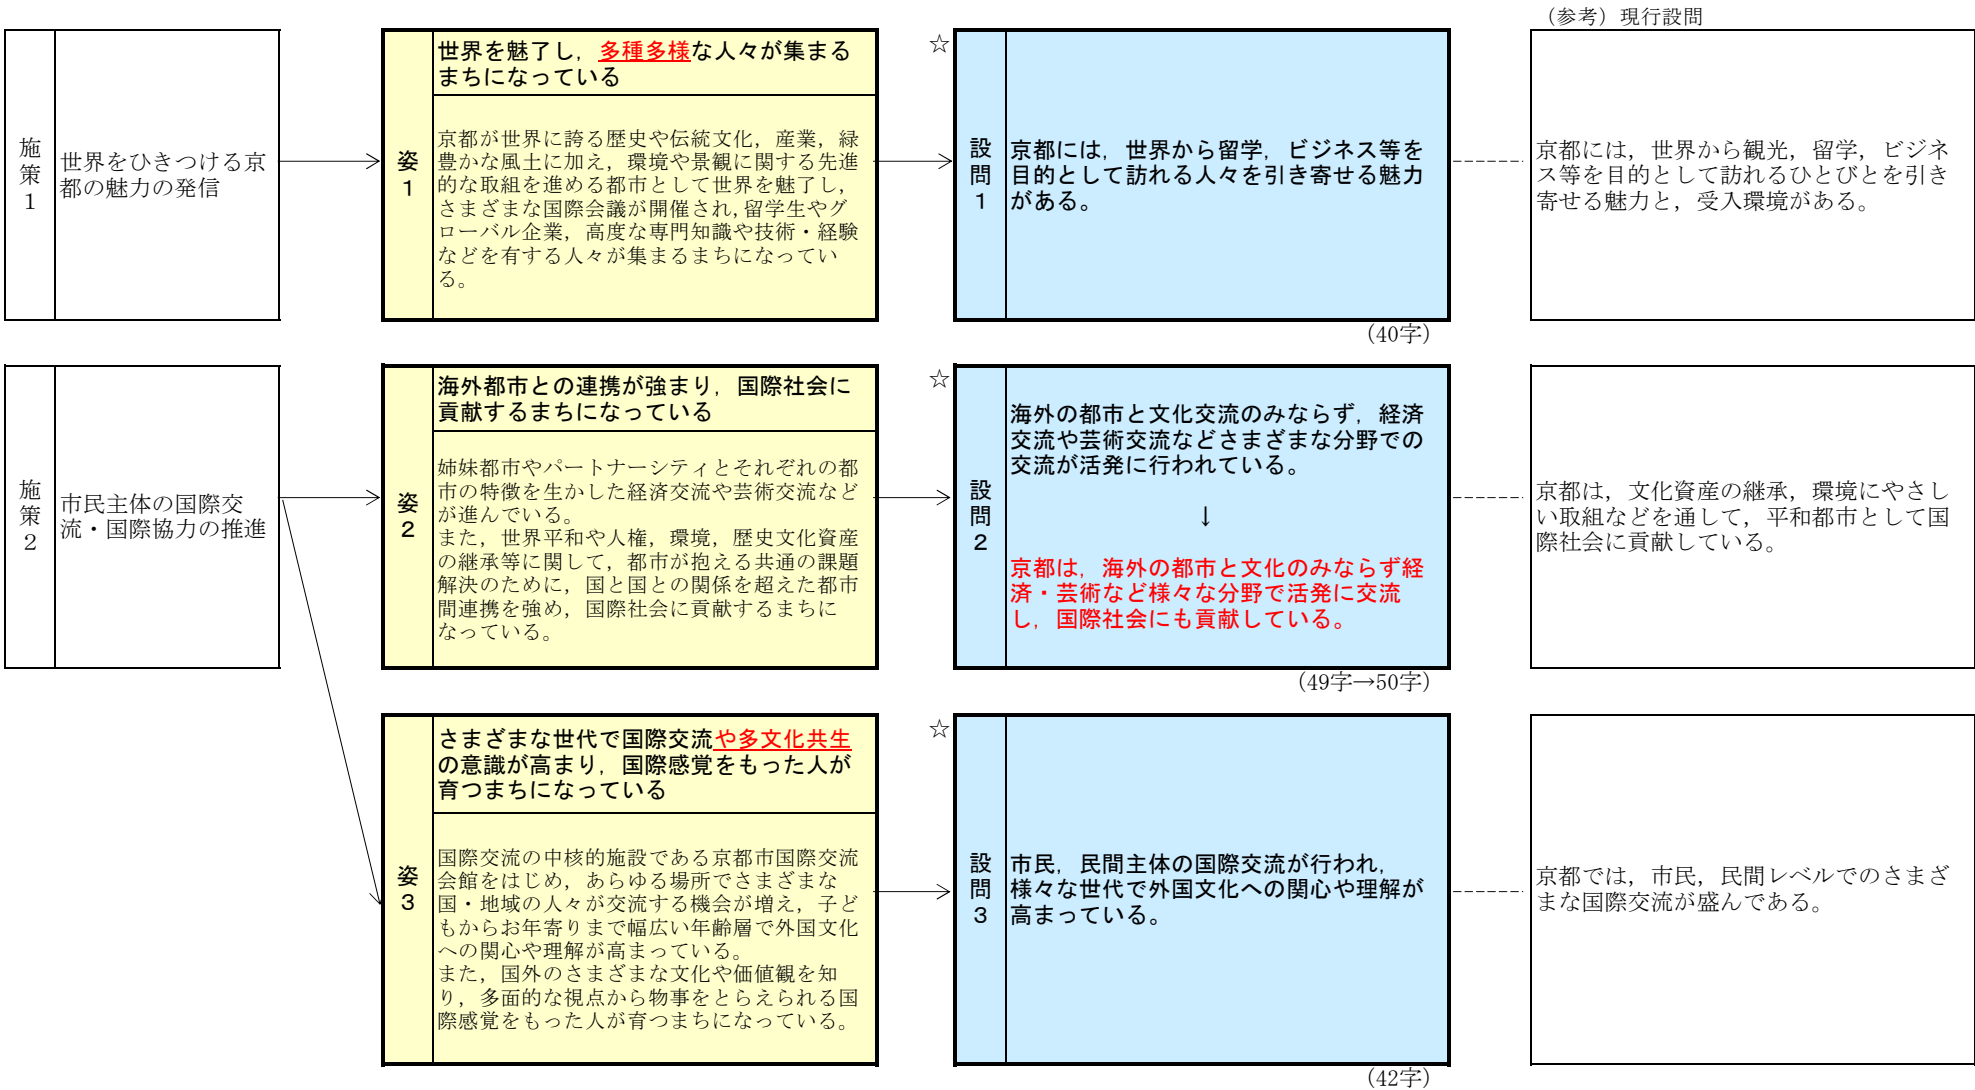 （参考）現行設問
施策1
世界をひきつける京
都の魅力の発信
姿1
世界を魅了し，多種多様な人々が集まる
まちになっている
京都が世界に誇る歴史や伝統文化，産業，緑
豊かな風土に加え，環境や景観に関する先進
的な取組を進める都市として世界を魅了し，
さまざまな国際会議が開催され,留学生やグ
ローバル企業，高度な専門知識や技術・経験
などを有する人々が集まるまちになってい
る。
☆
設問1
京都には，世界から留学，ビジネス等を
目的として訪れる人々を引き寄せる魅力
がある。
（40字）
京都には，世界から観光，留学，ビジネ
ス等を目的として訪れるひとびとを引き
寄せる魅力と，受入環境がある。
施策2
市民主体の国際交
流・国際協力の推進
姿2
海外都市との連携が強まり，国際社会に
貢献するまちになっている
姉妹都市やパートナーシティとそれぞれの都
市の特徴を生かした経済交流や芸術交流など
が進んでいる。
また，世界平和や人権，環境，歴史文化資産
の継承等に関して，都市が抱える共通の課題
解決のために，国と国との関係を超えた都市
間連携を強め，国際社会に貢献するまちに
なっている。
☆
設問2
海外の都市と文化交流のみならず，経済
交流や芸術交流などさまざまな分野での
交流が活発に行われている。
↓
京都は，海外の都市と文化のみならず経
済・芸術など様々な分野で活発に交流
し，国際社会にも貢献している。
（49字→50字）
京都は，文化資産の継承，環境にやさし
い取組などを通して，平和都市として国
際社会に貢献している。
姿3
さまざまな世代で国際交流や多文化共生
の意識が高まり，国際感覚をもった人が
育つまちになっている
国際交流の中核的施設である京都市国際交流
会館をはじめ，あらゆる場所でさまざまな
国・地域の人々が交流する機会が増え，子ど
もからお年寄りまで幅広い年齢層で外国文化
への関心や理解が高まっている。
また，国外のさまざまな文化や価値観を知
り，多面的な視点から物事をとらえられる国
際感覚をもった人が育つまちになっている。
☆
設問3
市民，民間主体の国際交流が行われ，
様々な世代で外国文化への関心や理解が
高まっている。
（42字）
京都では，市民，民間レベルでのさまざ
まな国際交流が盛んである。